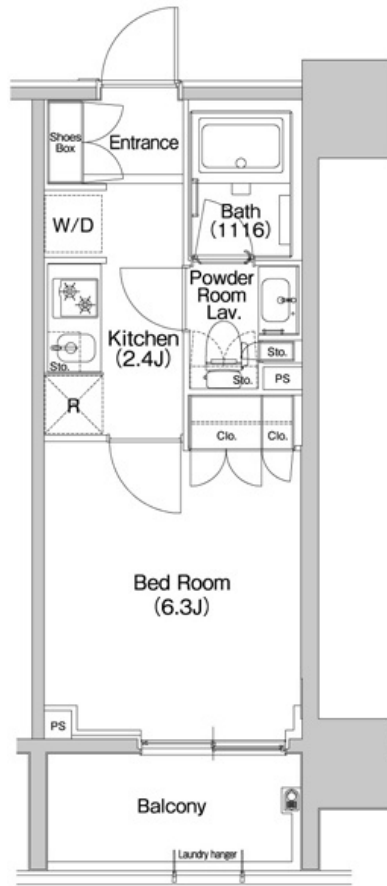 Shoes
Box
Entrance
W/D
Bath
(1116)
Powder
Room
Lav.
Kitchen
(2.4J)
Sto.
Sto.
Sto.
PS
R
Clo.
Clo.
Bed Room
(6.3J)
PS
Balcony
Laundry hanger